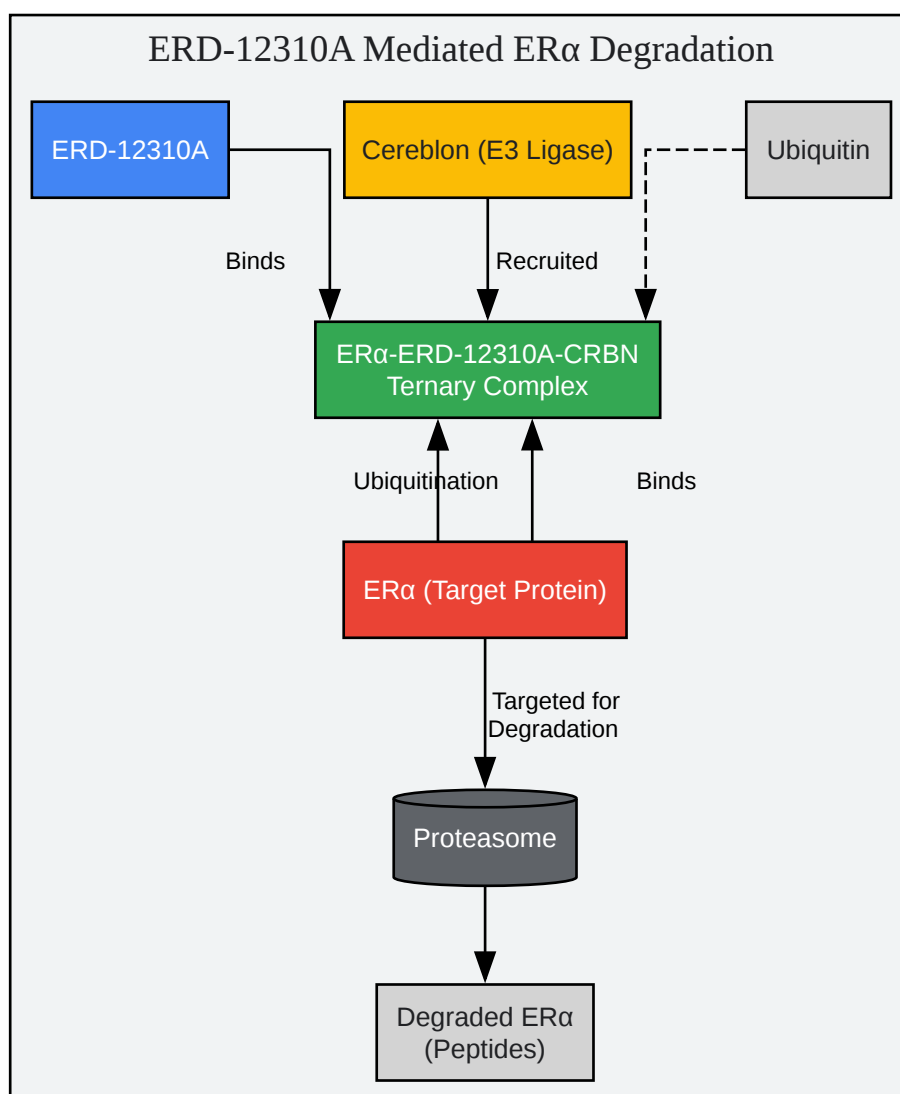 ERD-12310A Mediated ERα Degradation
ERD-12310A
Cereblon (E3 Ligase)
Ubiquitin
Binds
Recruited
ERα-ERD-12310A-CRBN
Ternary Complex
Ubiquitination
Binds
ERα (Target Protein)
Targeted for
Degradation
Proteasome
Degraded ERα
(Peptides)